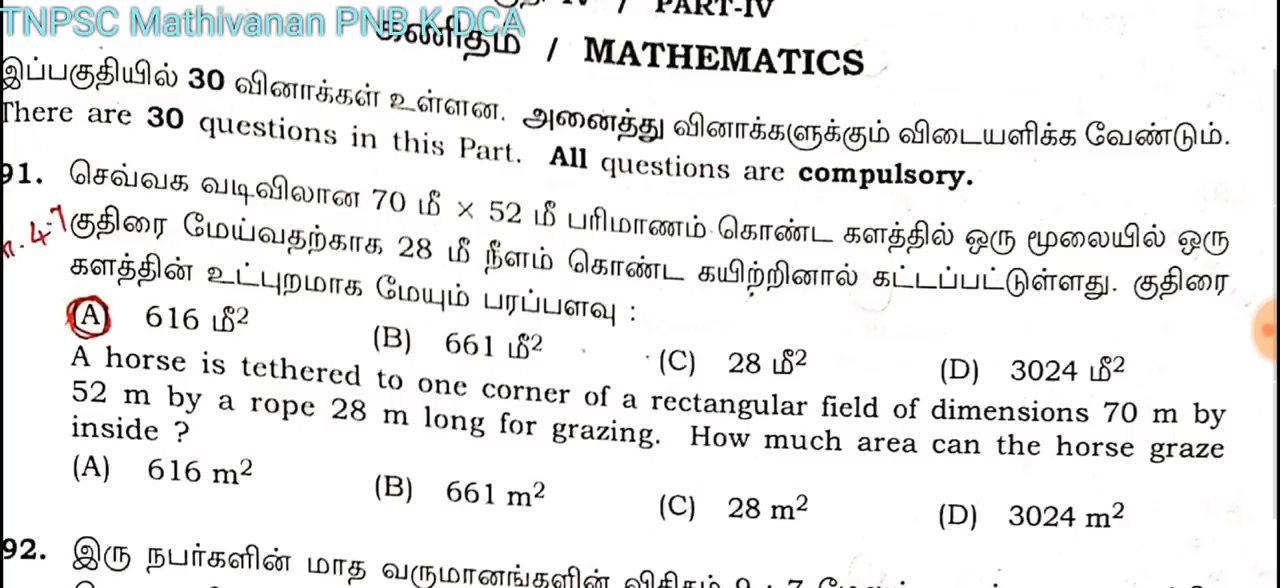 TNPSC Mathivanan PNB K DCA
/ PART-IV
கணிதம் / MATHEMATICS
இப்பகுதியில் 30 வினாக்கள் உள்ளன. அனைத்து வினாக்களுக்கும் விடையளிக்க வேண்டும்.
There are 30 questions in this Part. All questions are compulsory.
91. செவ்வக வடிவிலான 70 மீ × 52 மீ பரிமாணம் கொண்ட களத்தில் ஒரு மூலையில் ஒரு
குதிரை மேய்வதற்காக 28 மீ நீளம் கொண்ட கயிற்றினால் கட்டப்பட்டுள்ளது. குதிரை
களத்தின் உட்புறமாக மேயும் பரப்பளவு :
(A) 616 மீ² (B) 661 மீ² (C) 28 மீ² (D) 3024 மீ²
A horse is tethered to one corner of a rectangular field of dimensions 70 m by
52 m by a rope 28 m long for grazing. How much area can the horse graze
inside ?
(A) 616 m² (B) 661 m² (C) 28 m² (D) 3024 m²
92. இரு நபர்களின் மாத வருமானங்களின் விகிதம் 9 : 7